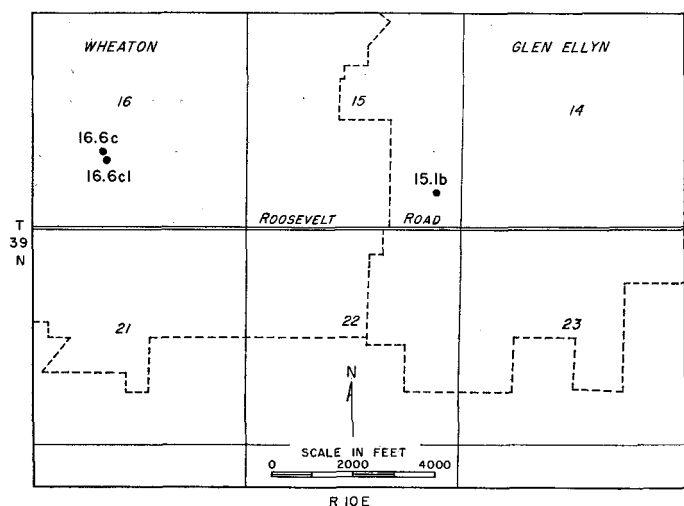 WHEATON
GLEN ELLYN
16
15
14
16.6c
16.6cl
15.1b
ROOSEVELT ROAD
T
39
N
21
22
23
N
SCALE IN FEET
0 2000 4000
R 10 E